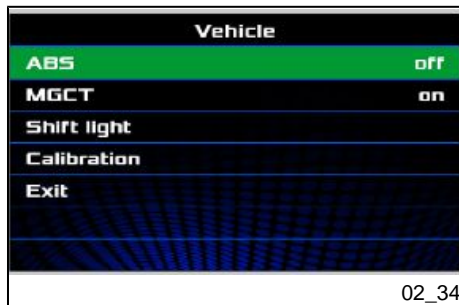 Vehicle
ABS off
MGCT on
Shift light
Calibration
Exit
02_34